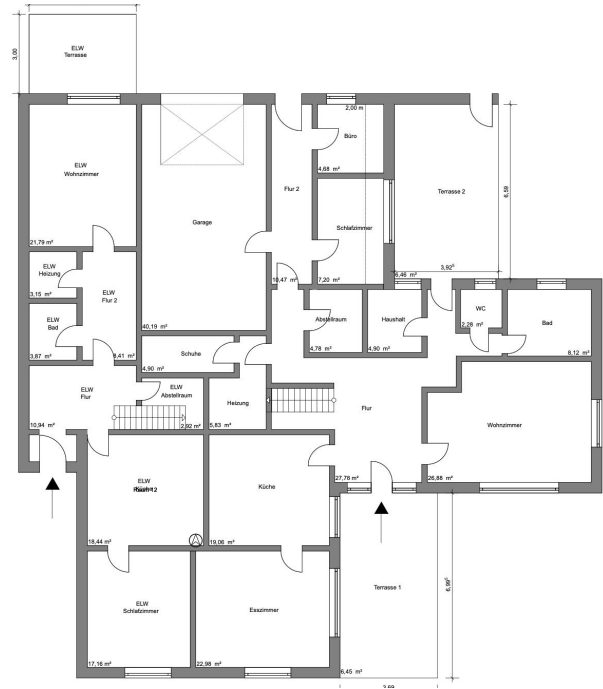 3,00
ELW
Terrasse
2,00 m
Büro
4,68 m²
ELW
Wohnzimmer
21,79 m²
Garage
40,19 m²
Flur 2
10,47 m²
Schlafzimmer
7,20 m²
Terrasse 2
6,59
3,92⁵
6,46 m²
ELW
Heizung
3,15 m²
ELW
Flur 2
8,41 m²
ELW
Bad
3,87 m²
Abstellraum
4,78 m²
Haushalt
4,90 m²
WC
2,28 m²
Bad
8,12 m²
Schuhe
4,90 m²
ELW
Flur
10,94 m²
ELW
Abstellraum
2,92 m²
Heizung
5,83 m²
Flur
27,76 m²
Wohnzimmer
26,88 m²
ELW
18,44 m²
Küche
19,06 m²
ELW
Schlafzimmer
17,16 m²
Esszimmer
22,98 m²
Terrasse 1
6,99⁵
6,45 m²
3,69